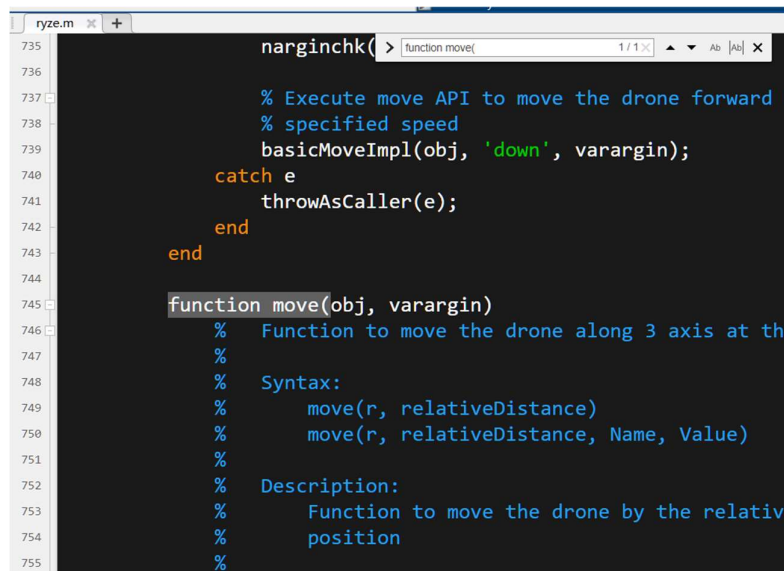 ryze.m
735 narginchk(
function move( 1/1
Ab |Ab|
736
737 % Execute move API to move the drone forward
738 % specified speed
739 basicMoveImpl(obj, 'down', varargin);
740 catch e
741 throwAsCaller(e);
742 end
743 end
744
745 function move(obj, varargin)
746 % Function to move the drone along 3 axis at th
747 %
748 % Syntax:
749 % move(r, relativeDistance)
750 % move(r, relativeDistance, Name, Value)
751 %
752 % Description:
753 % Function to move the drone by the relativ
754 % position
755 %